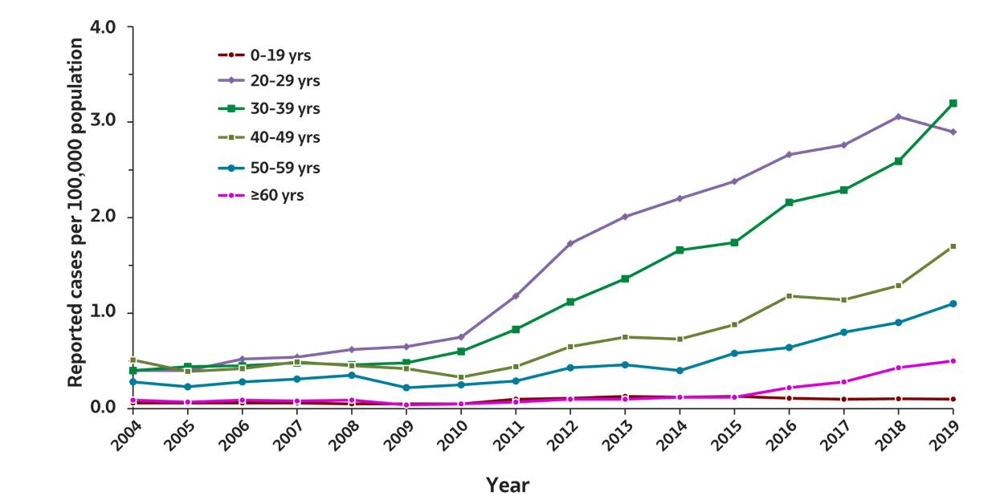 Reported cases per 100,000 population
4.0
3.0
2.0
1.0
0.0
0–19 yrs
20–29 yrs
30–39 yrs
40–49 yrs
50–59 yrs
≥60 yrs
2004
2005
2006
2007
2008
2009
2010
2011
2012
2013
2014
2015
2016
2017
2018
2019
Year